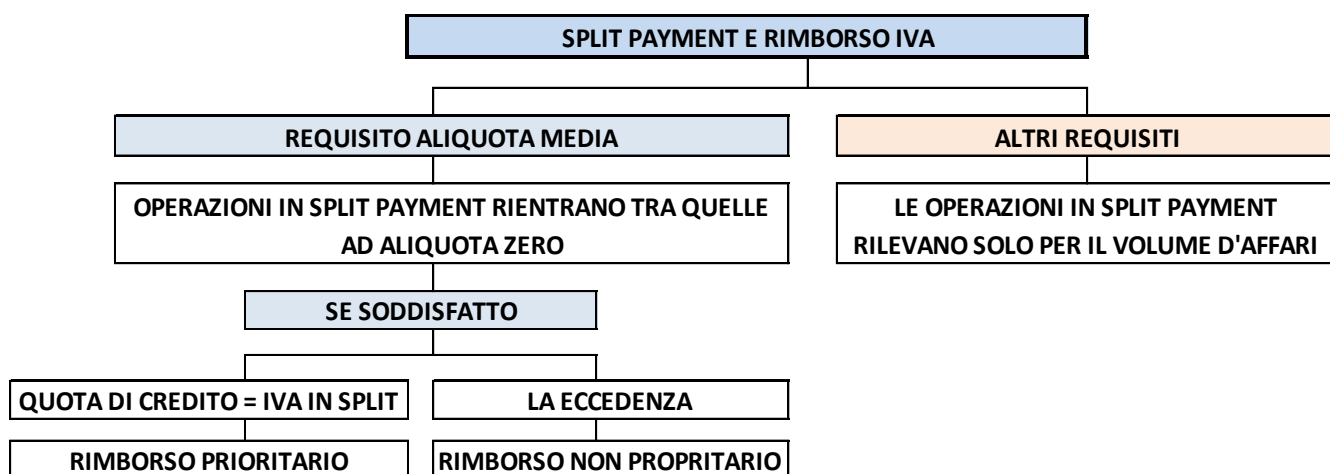 SPLIT PAYMENT E RIMBORSO IVA
REQUISITO ALIQUOTA MEDIA
ALTRI REQUISITI
OPERAZIONI IN SPLIT PAYMENT RIENTRANO TRA QUELLE
AD ALIQUOTA ZERO
LE OPERAZIONI IN SPLIT PAYMENT
RILEVANO SOLO PER IL VOLUME D'AFFARI
SE SODDISFATTO
QUOTA DI CREDITO = IVA IN SPLIT
LA ECCEDENZA
RIMBORSO PRIORITARIO
RIMBORSO NON PROPRITARIO